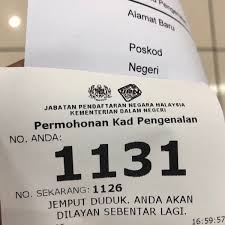 Alamat Baru
Poskod
Negeri
JABATAN PENDAFTARAN NEGARA MALAYSIA
KEMENTERIAN DALAM NEGERI
Permohonan Kad Pengenalan
NO. ANDA:
1131
NO. SEKARANG: 1126
JEMPUT DUDUK. ANDA AKAN
DILAYAN SEBENTAR LAGI.
16:59:57